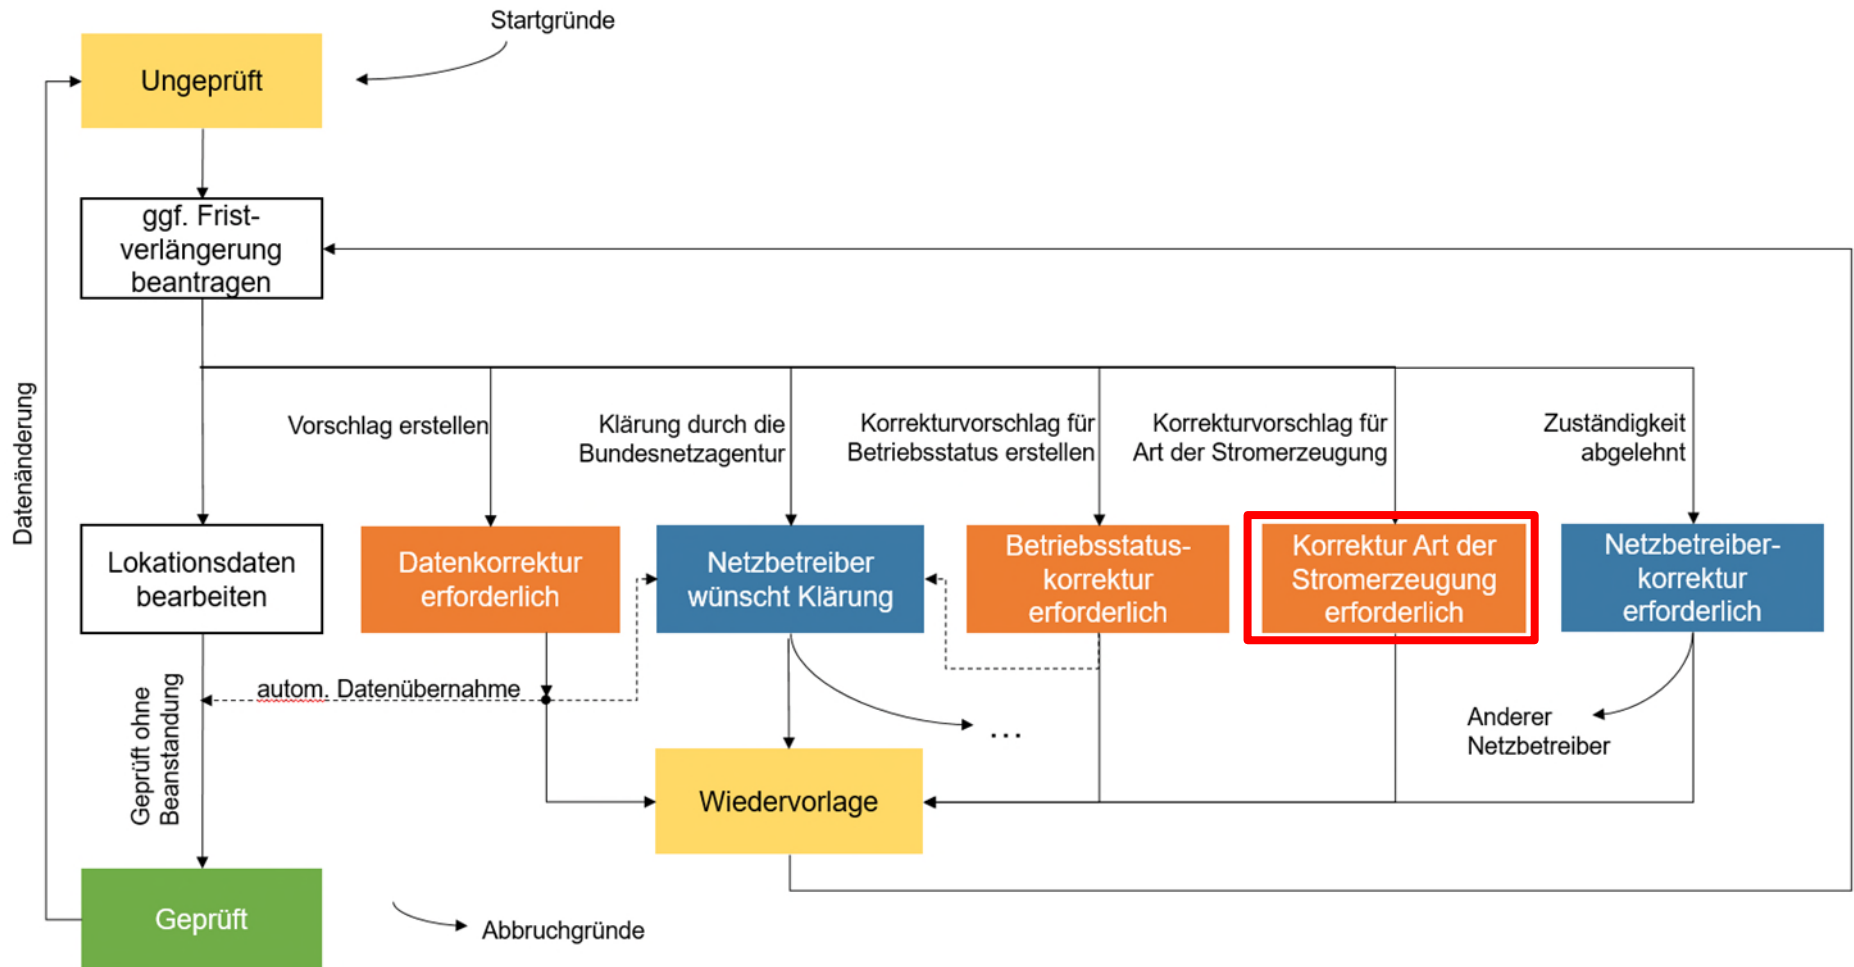 Startgründe
Ungeprüft
ggf. Frist-
verlängerung
beantragen
Datenänderung
Vorschlag erstellen
Klärung durch die
Bundesnetzagentur
Korrekturvorschlag für
Betriebsstatus erstellen
Korrekturvorschlag für
Art der Stromerzeugung
Zuständigkeit
abgelehnt
Lokationsdaten
bearbeiten
Datenkorrektur
erforderlich
Netzbetreiber
wünscht Klärung
Betriebsstatus-
korrektur
erforderlich
Korrektur Art der
Stromerzeugung
erforderlich
Netzbetreiber-
korrektur
erforderlich
autom. Datenübernahme
Geprüft ohne
Beanstandung
...
Anderer
Netzbetreiber
Wiedervorlage
Geprüft
Abbruchgründe